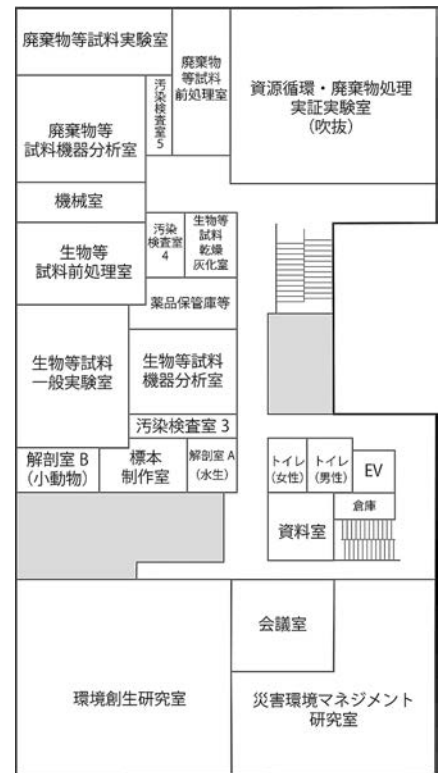 廃棄物等試料実験室
汚染検査室5
廃棄物
等試料
前処理室
資源循環・廃棄物処理
実証実験室
(吹抜)
廃棄物等
試料機器分析室
機械室
生物等
試料前処理室
汚染
検査室
4
生物等
試料
乾燥
灰化室
薬品保管庫等
生物等試料
一般実験室
生物等試料
機器分析室
汚染検査室 3
解剖室 B
(小動物)
標本
制作室
解剖室 A
(水生)
トイレ
(女性)
トイレ
(男性)
EV
倉庫
資料室
会議室
環境創生研究室
災害環境マネジメント
研究室